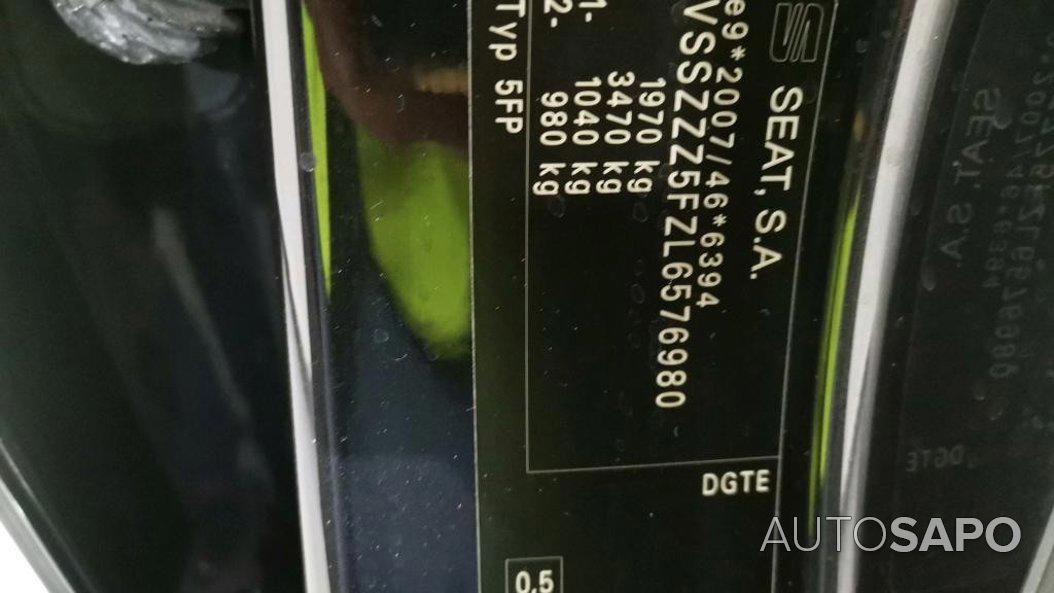 SEAT, S.A.
e9*2007/46*6394
VSSZZZ5FZL6576980
1970 kg
3470 kg
1- 1040 kg
2- 980 kg
Typ 5FP
DGTE
0,5
AUTOSAPO